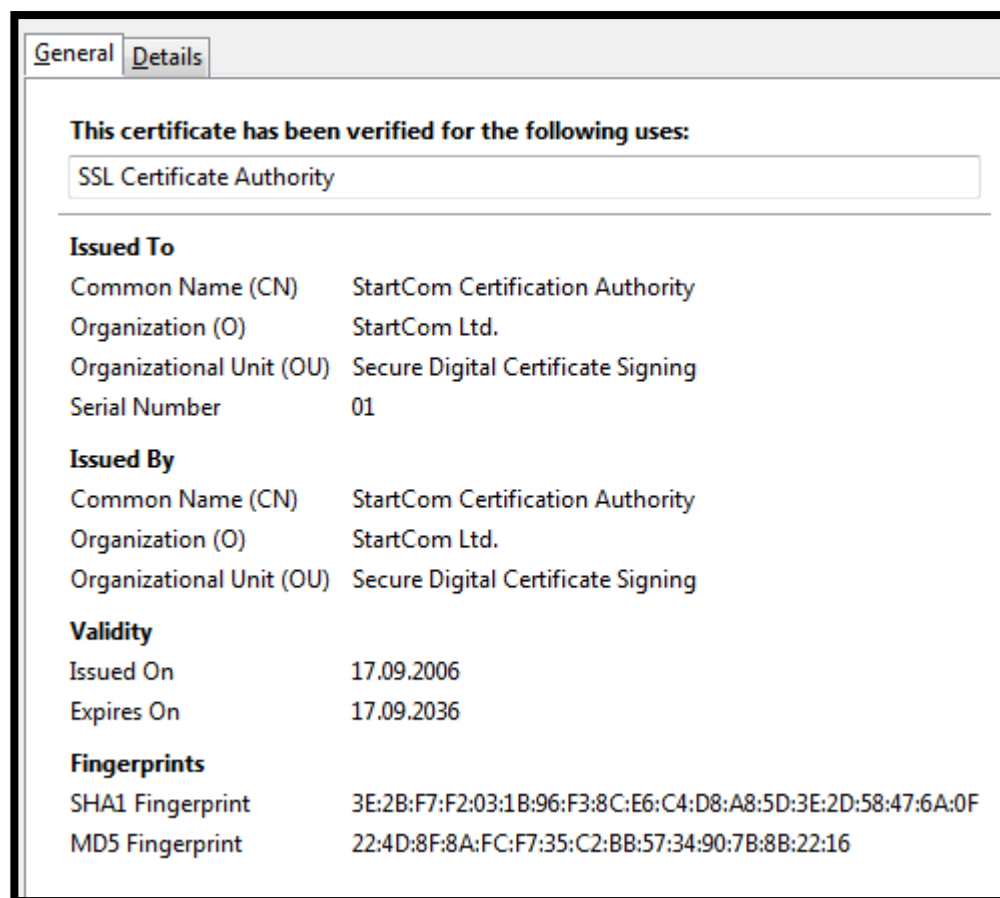 General Details
This certificate has been verified for the following uses:
SSL Certificate Authority
Issued To
Common Name (CN) StartCom Certification Authority
Organization (O) StartCom Ltd.
Organizational Unit (OU) Secure Digital Certificate Signing
Serial Number 01
Issued By
Common Name (CN) StartCom Certification Authority
Organization (O) StartCom Ltd.
Organizational Unit (OU) Secure Digital Certificate Signing
Validity
Issued On 17.09.2006
Expires On 17.09.2036
Fingerprints
SHA1 Fingerprint 3E:2B:F7:F2:03:1B:96:F3:8C:E6:C4:D8:A8:5D:3E:2D:58:47:6A:0F
MD5 Fingerprint 22:4D:8F:8A:FC:F7:35:C2:BB:57:34:90:7B:8B:22:16